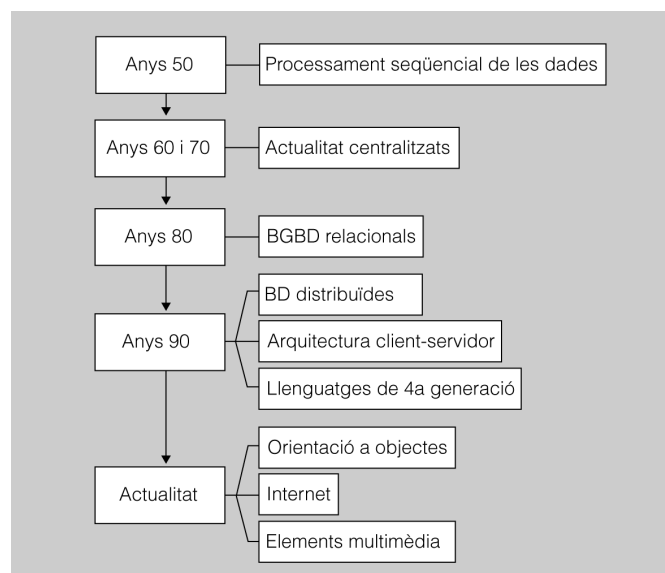 Anys 50
Processament seqüencial de les dades
Anys 60 i 70
Actualitat centralitzats
Anys 80
BGBD relacionals
Anys 90
BD distribuïdes
Arquitectura client-servidor
Llenguatges de 4a generació
Actualitat
Orientació a objectes
Internet
Elements multimèdia